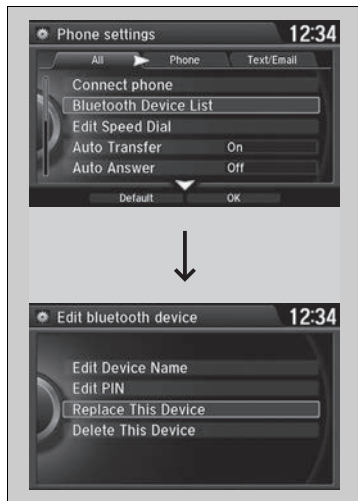 Phone settings 12:34
All Phone Text/Email
Connect phone
Bluetooth Device List
Edit Speed Dial
Auto Transfer On
Auto Answer Off
Default OK
Edit bluetooth device 12:34
Edit Device Name
Edit PIN
Replace This Device
Delete This Device